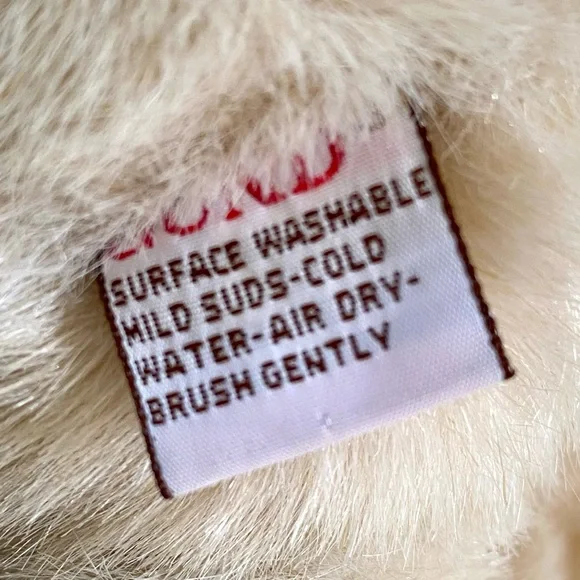 SURFACE WASHABLE
MILD SUDS-COLD
WATER-AIR DRY-
BRUSH GENTLY